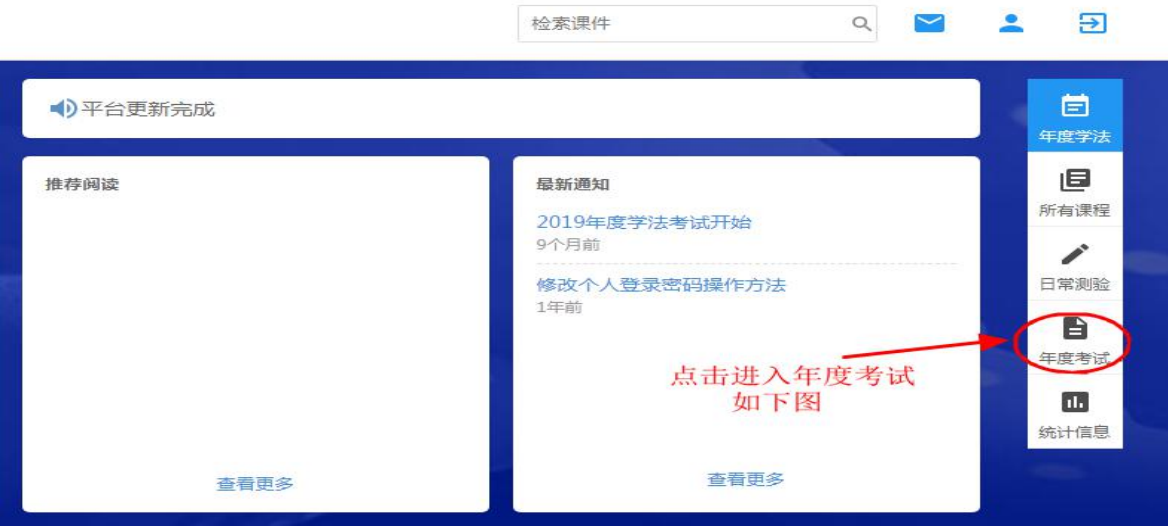 检索课件
平台更新完成
年度学法
推荐阅读
最新通知
所有课程
2019年度学法考试开始
9个月前
日常测验
修改个人登录密码操作方法
1年前
年度考试
点击进入年度考试
如下图
统计信息
查看更多
查看更多